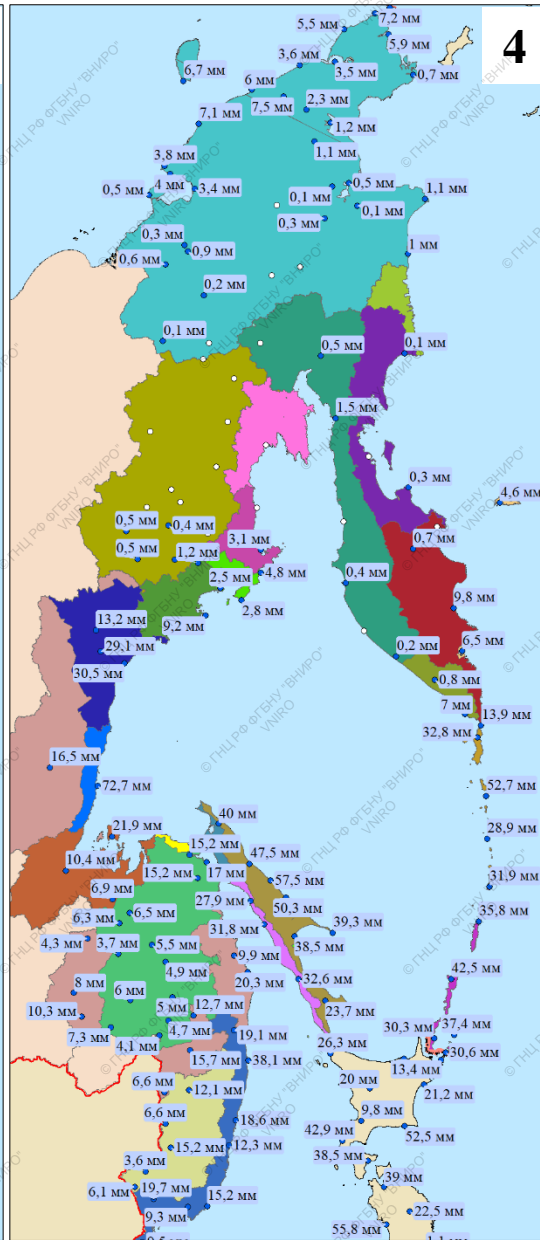 5,5 мм
7,2 мм
4
3,6 мм
5,9 мм
6,7 мм
3,5 мм
0,7 мм
6 мм
7,5 мм
2,3 мм
7,1 мм
1,2 мм
1,1 мм
3,8 мм
4 мм
0,5 мм
3,4 мм
0,1 мм
0,5 мм
1,1 мм
0,3 мм
0,1 мм
0,3 мм
0,9 мм
0,6 мм
1 мм
0,2 мм
0,1 мм
0,5 мм
0,1 мм
1,5 мм
0,3 мм
4,6 мм
0,5 мм
0,4 мм
3,1 мм
0,7 мм
0,5 мм
1,2 мм
4,8 мм
2,5 мм
0,4 мм
2,8 мм
9,8 мм
13,2 мм
9,2 мм
29,1 мм
6,5 мм
30,5 мм
0,2 мм
0,8 мм
7 мм
13,9 мм
32,8 мм
16,5 мм
72,7 мм
52,7 мм
21,9 мм
40 мм
28,9 мм
15,2 мм
10,4 мм
15,2 мм
17 мм
47,5 мм
57,5 мм
31,9 мм
6,9 мм
27,9 мм
50,3 мм
6,3 мм
6,5 мм
31,8 мм
39,3 мм
35,8 мм
4,3 мм
3,7 мм
5,5 мм
38,5 мм
9,9 мм
4,9 мм
20,3 мм
32,6 мм
42,5 мм
8 мм
6 мм
5 мм
12,7 мм
23,7 мм
10,3 мм
7,3 мм
4,7 мм
19,1 мм
30,3 мм
37,4 мм
4,1 мм
26,3 мм
15,7 мм
38,1 мм
13,4 мм
30,6 мм
6,6 мм
12,1 мм
20 мм
21,2 мм
6,6 мм
18,6 мм
9,8 мм
42,9 мм
52,5 мм
15,2 мм
12,3 мм
38,5 мм
3,6 мм
6,1 мм
19,7 мм
39 мм
9,3 мм
15,2 мм
22,5 мм
55,8 мм
© ГНЦ РФ ФГБНУ "ВНИРО"
VNIRO